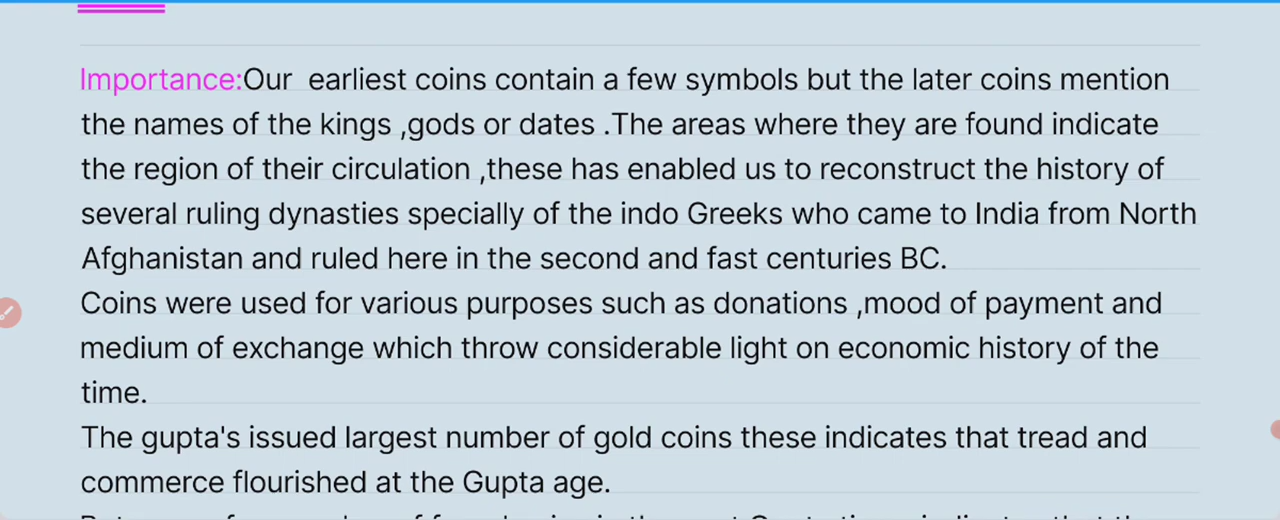 Importance:Our  earliest coins contain a few symbols but the later coins mention
the names of the kings ,gods or dates .The areas where they are found indicate
the region of their circulation ,these has enabled us to reconstruct the history of
several ruling dynasties specially of the indo Greeks who came to India from North
Afghanistan and ruled here in the second and fast centuries BC.
Coins were used for various purposes such as donations ,mood of payment and
medium of exchange which throw considerable light on economic history of the
time.
The gupta's issued largest number of gold coins these indicates that tread and
commerce flourished at the Gupta age.